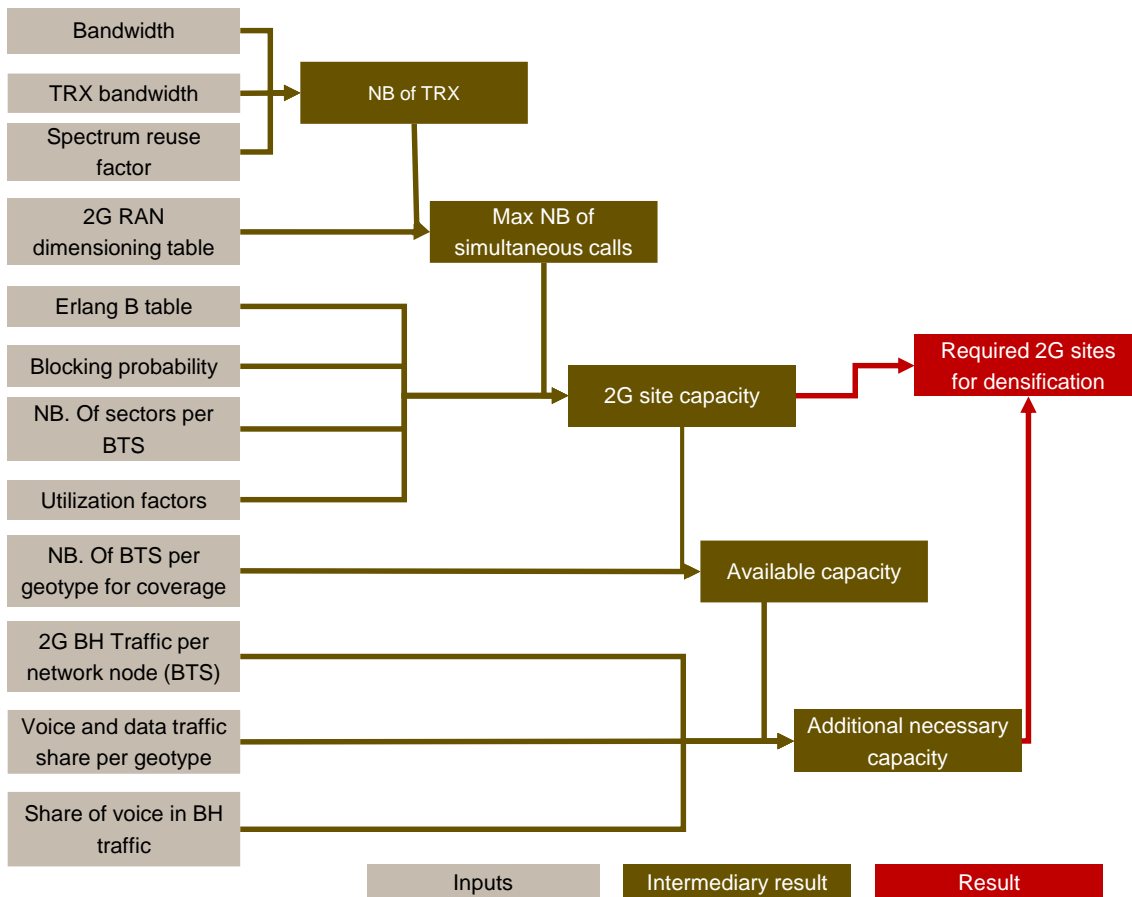 Bandwidth
TRX bandwidth
Spectrum reuse
factor
NB of TRX
2G RAN
dimensioning table
Max NB of
simultaneous calls
Erlang B table
Blocking probability
NB. Of sectors per
BTS
Utilization factors
2G site capacity
Required 2G sites
for densification
NB. Of BTS per
geotype for coverage
Available capacity
2G BH Traffic per
network node (BTS)
Voice and data traffic
share per geotype
Share of voice in BH
traffic
Additional necessary
capacity
Inputs
Intermediary result
Result